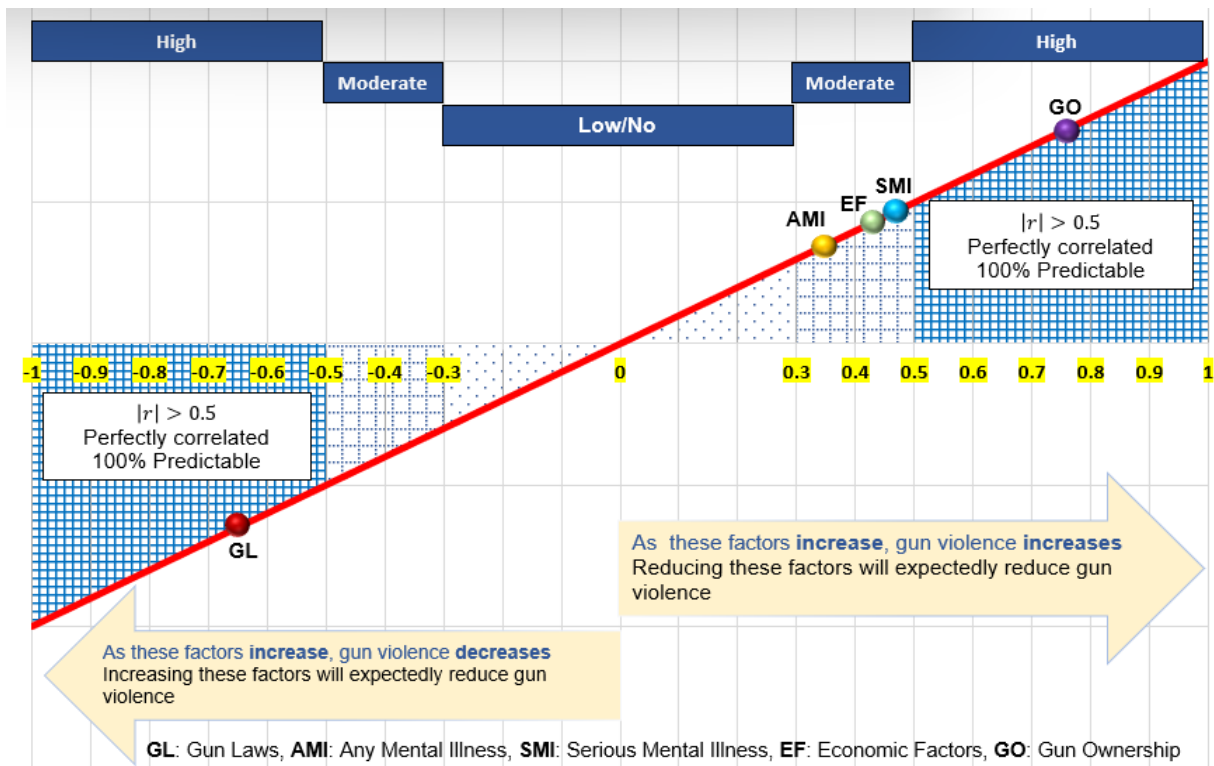 High
High
Moderate
Moderate
Low/No
GO
SMI
EF
AMI
|r| > 0.5
Perfectly correlated
100% Predictable
-1 -0.9 -0.8 -0.7 -0.6 -0.5 -0.4 -0.3 0 0.3 0.4 0.5 0.6 0.7 0.8 0.9 1
|r| > 0.5
Perfectly correlated
100% Predictable
GL
As these factors increase, gun violence increases
Reducing these factors will expectedly reduce gun
violence
As these factors increase, gun violence decreases
Increasing these factors will expectedly reduce gun
violence
GL: Gun Laws, AMI: Any Mental Illness, SMI: Serious Mental Illness, EF: Economic Factors, GO: Gun Ownership